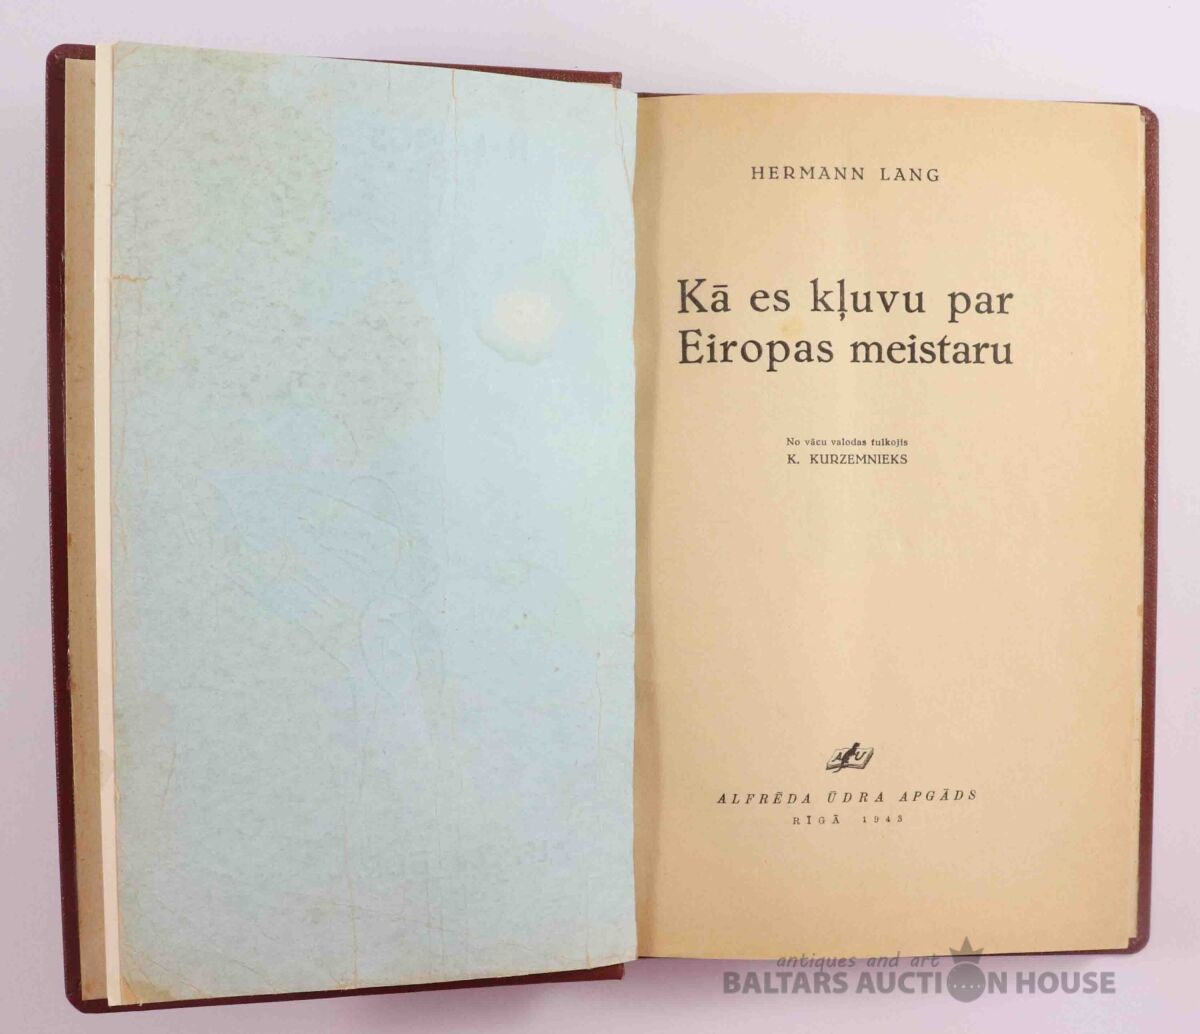 HERMANN LANG
Kā es kļuvu par
Eiropas meistaru
No vācu valodas tulkojis
K. KURZEMNIEKS
A U
ALFRĒDA ŪDRA APGĀDS
RĪGĀ 1943
antiques and art
BALTARS AUCTION HOUSE